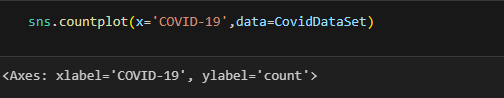 sns.countplot(x='COVID-19',data=CovidDataSet)
<Axes: xlabel='COVID-19', ylabel='count'>